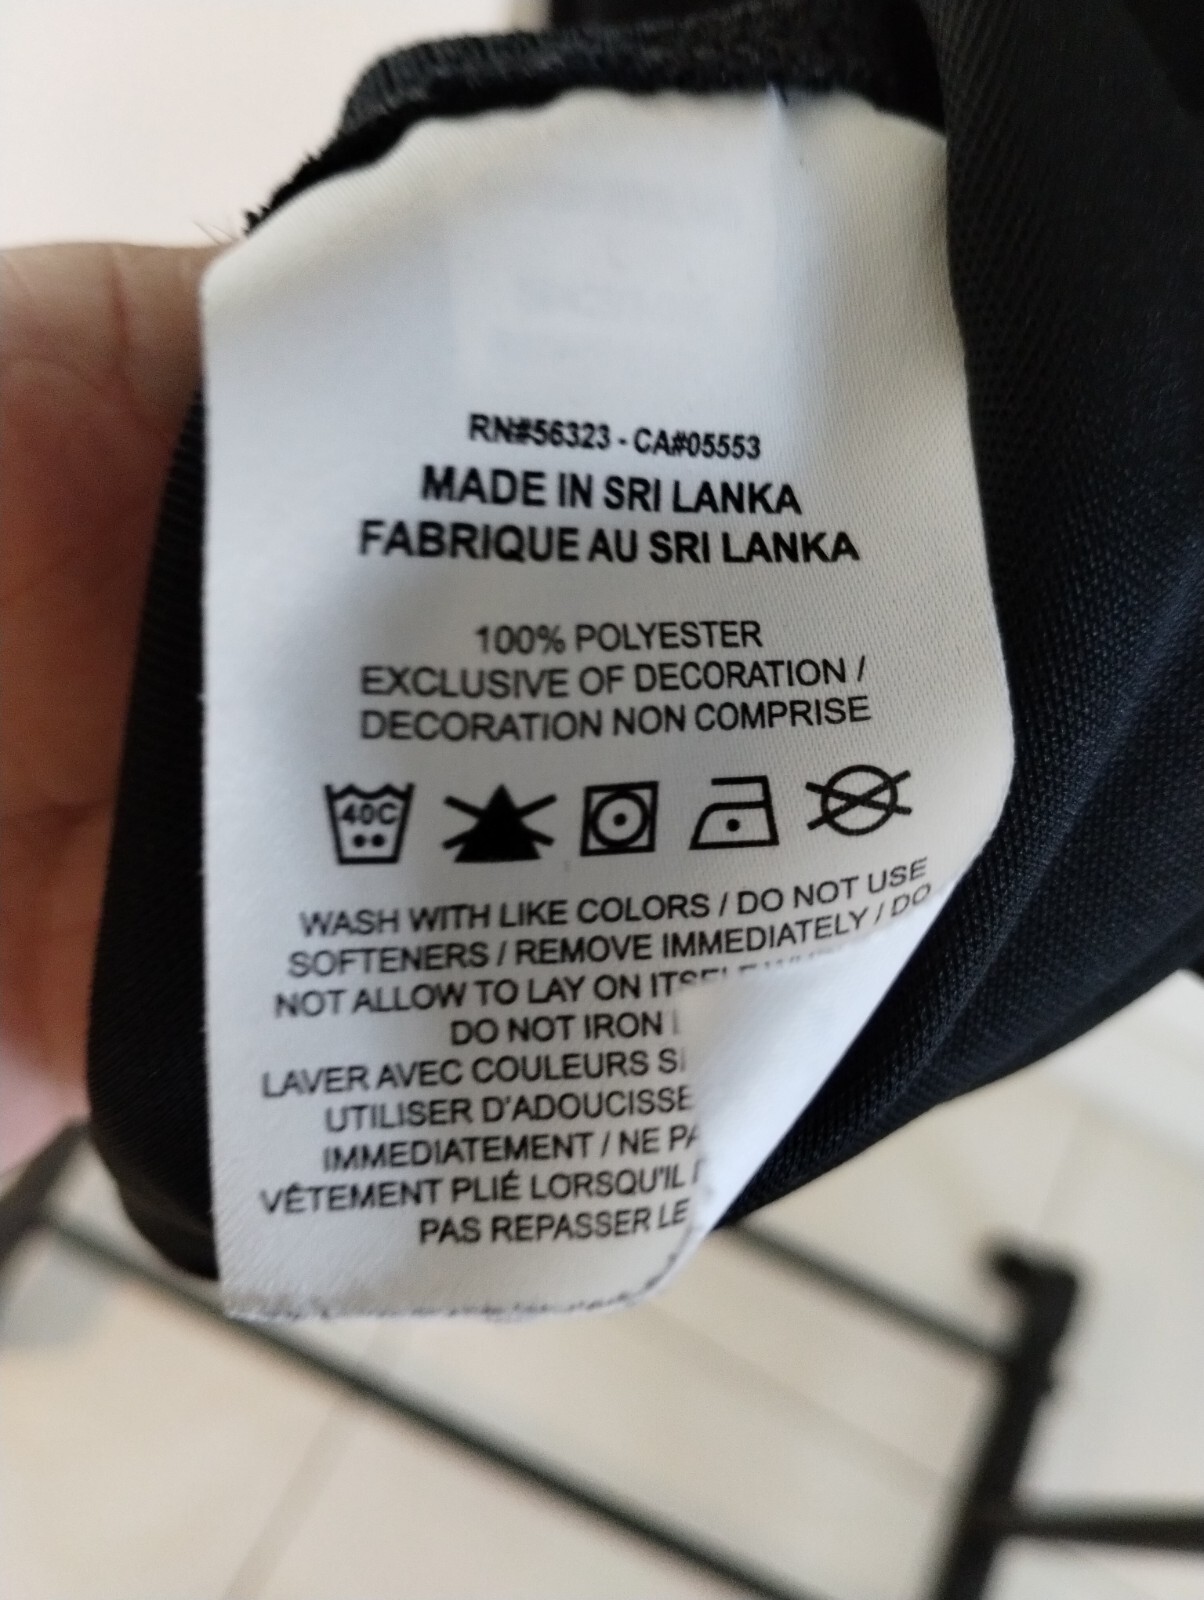 RN#56323 - CA#05553
MADE IN SRI LANKA
FABRIQUE AU SRI LANKA
100% POLYESTER
EXCLUSIVE OF DECORATION /
DECORATION NON COMPRISE
40C
WASH WITH LIKE COLORS / DO NOT USE
SOFTENERS / REMOVE IMMEDIATELY / DO
NOT ALLOW TO LAY ON ITSELF
DO NOT IRON
LAVER AVEC COULEURS
UTILISER
IMMEDIATEMENT / NE
VÊTEMENT PLIÉ LORSQU'IL
PAS REPASSER LE